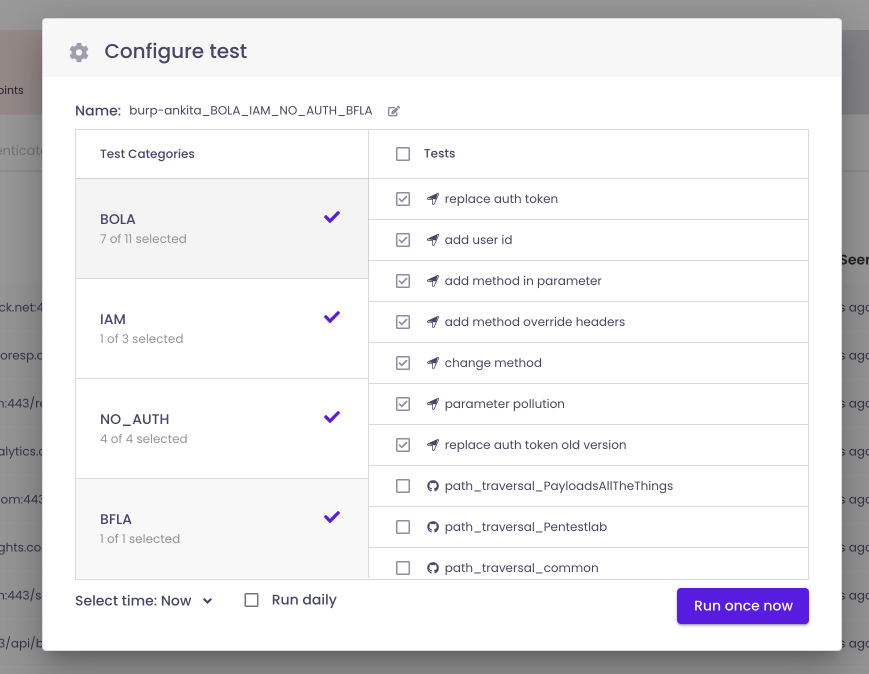 Configure test
Name: burp-ankita_BOLA_IAM_NO_AUTH_BFLA
Test Categories
Tests
BOLA
7 of 11 selected
IAM
1 of 3 selected
NO_AUTH
4 of 4 selected
BFLA
1 of 1 selected
replace auth token
add user id
add method in parameter
add method override headers
change method
parameter pollution
replace auth token old version
path_traversal_PayloadsAllTheThings
path_traversal_Pentestlab
path_traversal_common
Select time: Now
Run daily
Run once now